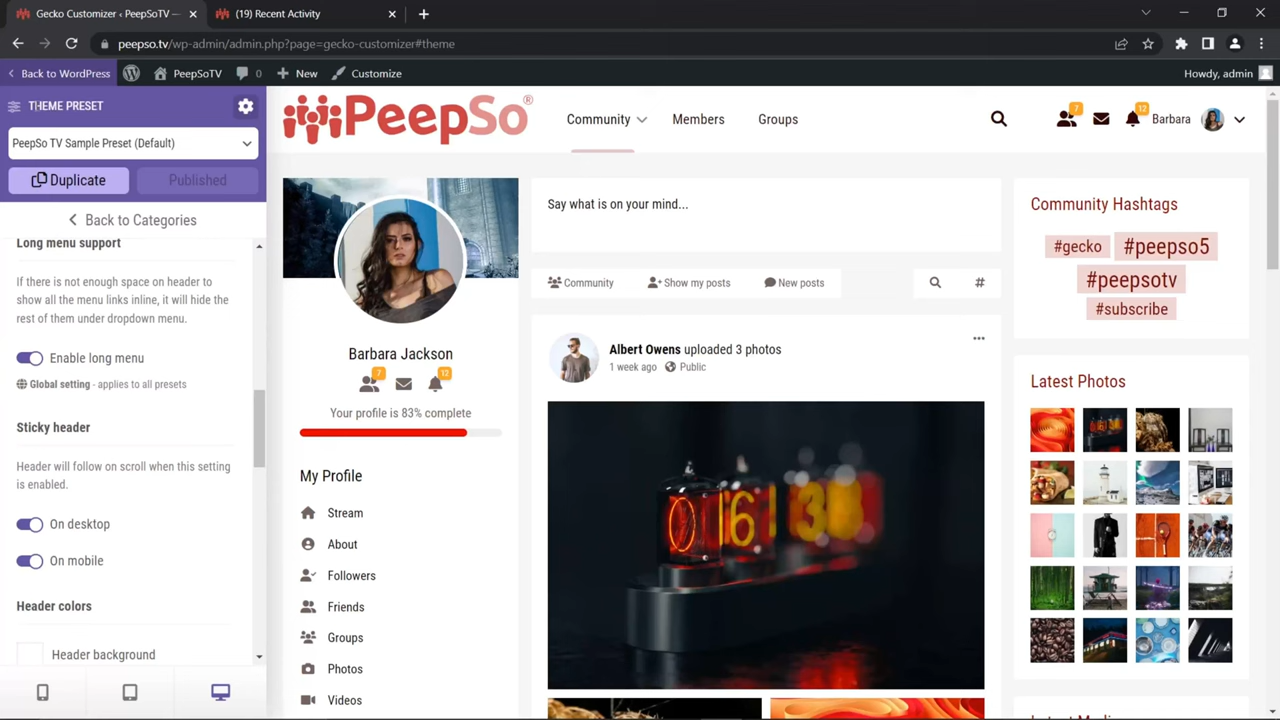 Gecko Customizer < PeepSoTV —
(19) Recent Activity
peepso.tv/wp-admin/admin.php?page=gecko-customizer#theme
Back to WordPress
PeepSoTV
0
New
Customize
Howdy, admin
THEME PRESET
PeepSo TV Sample Preset (Default)
Duplicate
Published
Back to Categories
Long menu support
If there is not enough space on header to
show all the menu links inline, it will hide the
rest of them under dropdown menu.
Enable long menu
Global setting - applies to all presets
Sticky header
Header will follow on scroll when this setting
is enabled.
On desktop
On mobile
Header colors
Header background
PeepSo®
Community
Members
Groups
7
12
Barbara
Barbara Jackson
7
12
Your profile is 83% complete
My Profile
Stream
About
Followers
Friends
Groups
Photos
Videos
Say what is on your mind...
Community
Show my posts
New posts
#
Albert Owens uploaded 3 photos
1 week ago
Public
0 16 38
Community Hashtags
#gecko
#peepso5
#peepsotv
#subscribe
Latest Photos